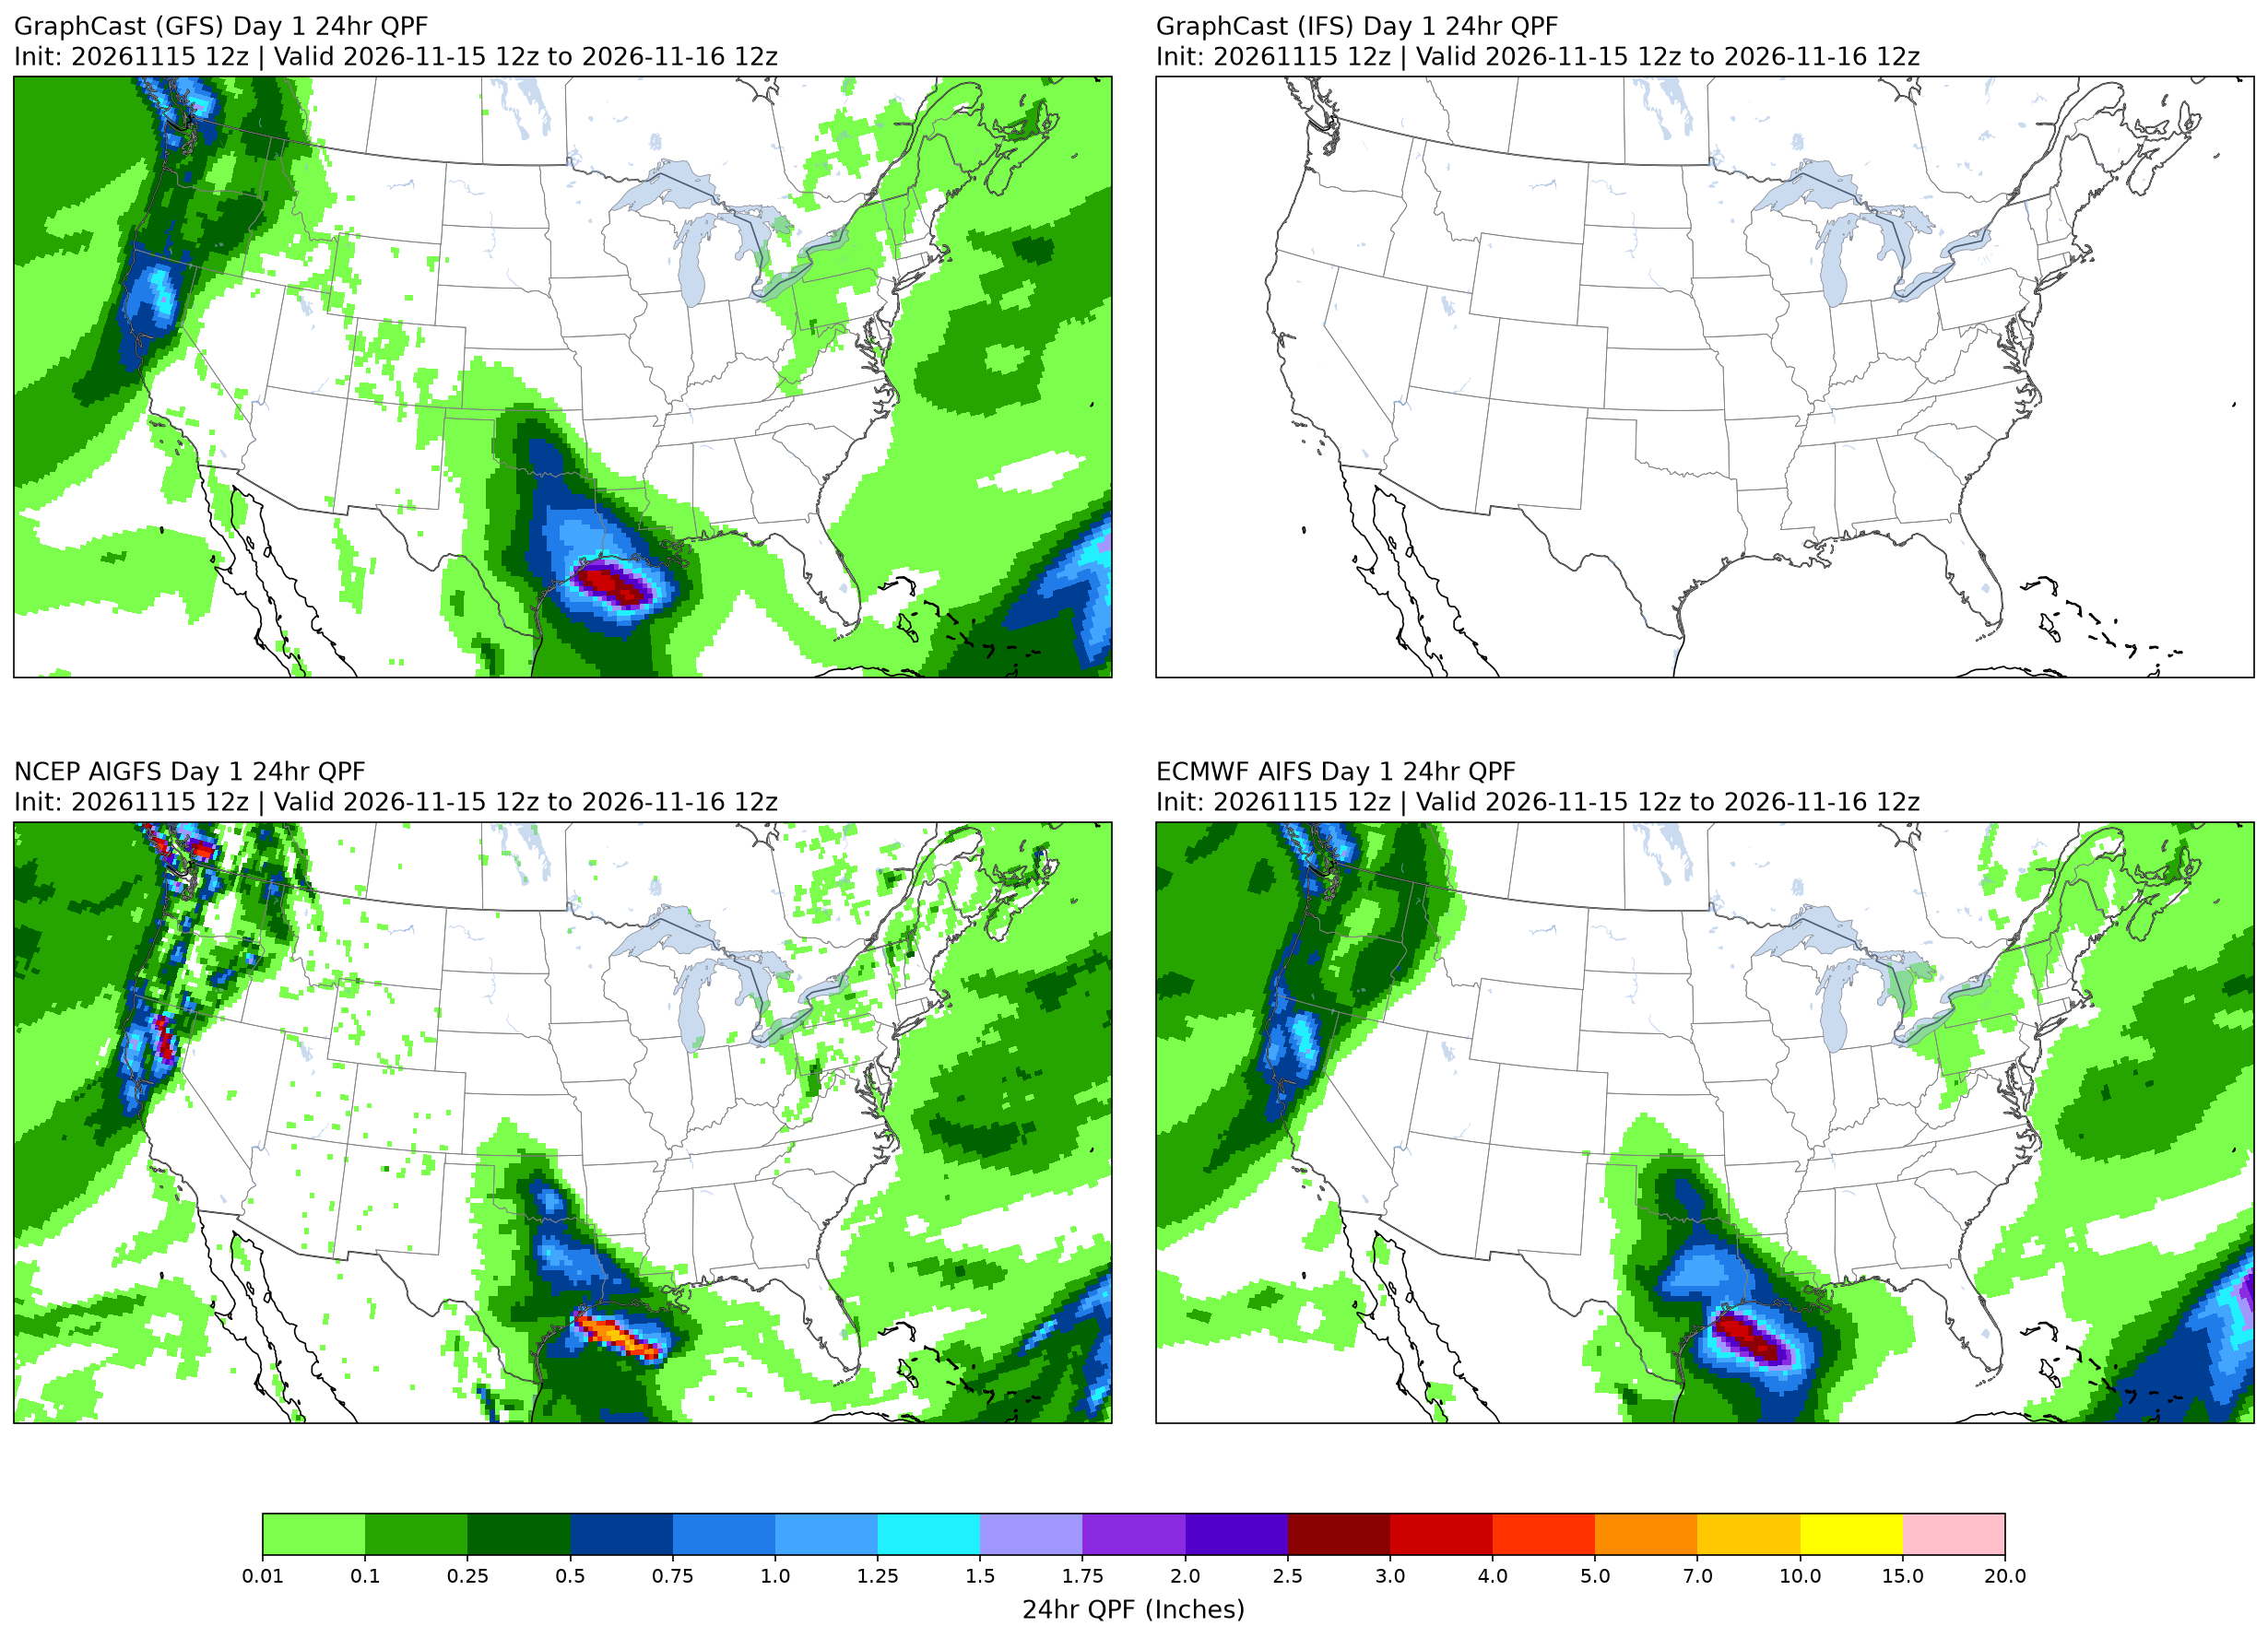 GraphCast (GFS) Day 1 24hr QPF
Init: 20261115 12z | Valid 2026-11-15 12z to 2026-11-16 12z
GraphCast (IFS) Day 1 24hr QPF
Init: 20261115 12z | Valid 2026-11-15 12z to 2026-11-16 12z
NCEP AIGFS Day 1 24hr QPF
Init: 20261115 12z | Valid 2026-11-15 12z to 2026-11-16 12z
ECMWF AIFS Day 1 24hr QPF
Init: 20261115 12z | Valid 2026-11-15 12z to 2026-11-16 12z
0.01 0.1 0.25 0.5 0.75 1.0 1.25 1.5 1.75 2.0 2.5 3.0 4.0 5.0 7.0 10.0 15.0 20.0
24hr QPF (Inches)